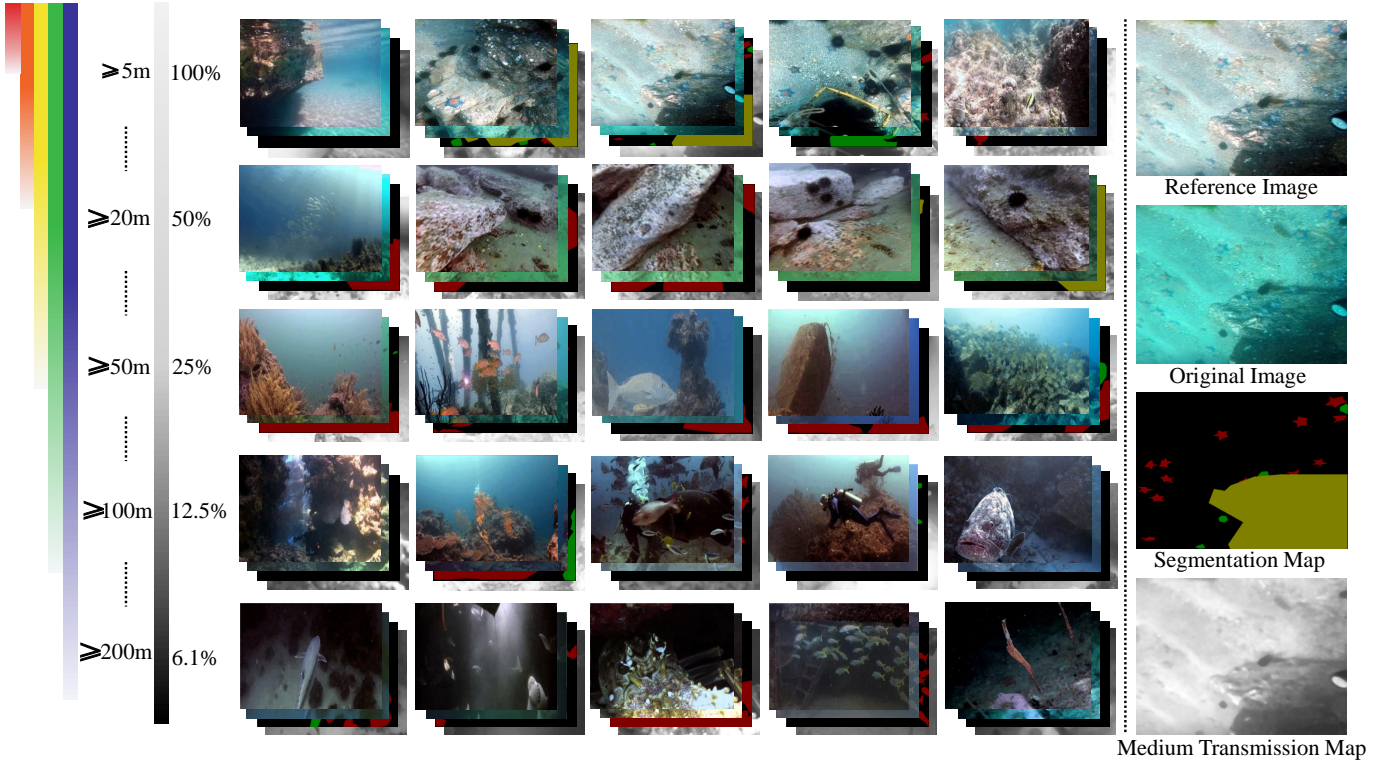 ⩾5m 100%
⩾20m 50%
⩾50m 25%
⩾100m 12.5%
⩾200m 6.1%
Reference Image
Original Image
Segmentation Map
Medium Transmission Map